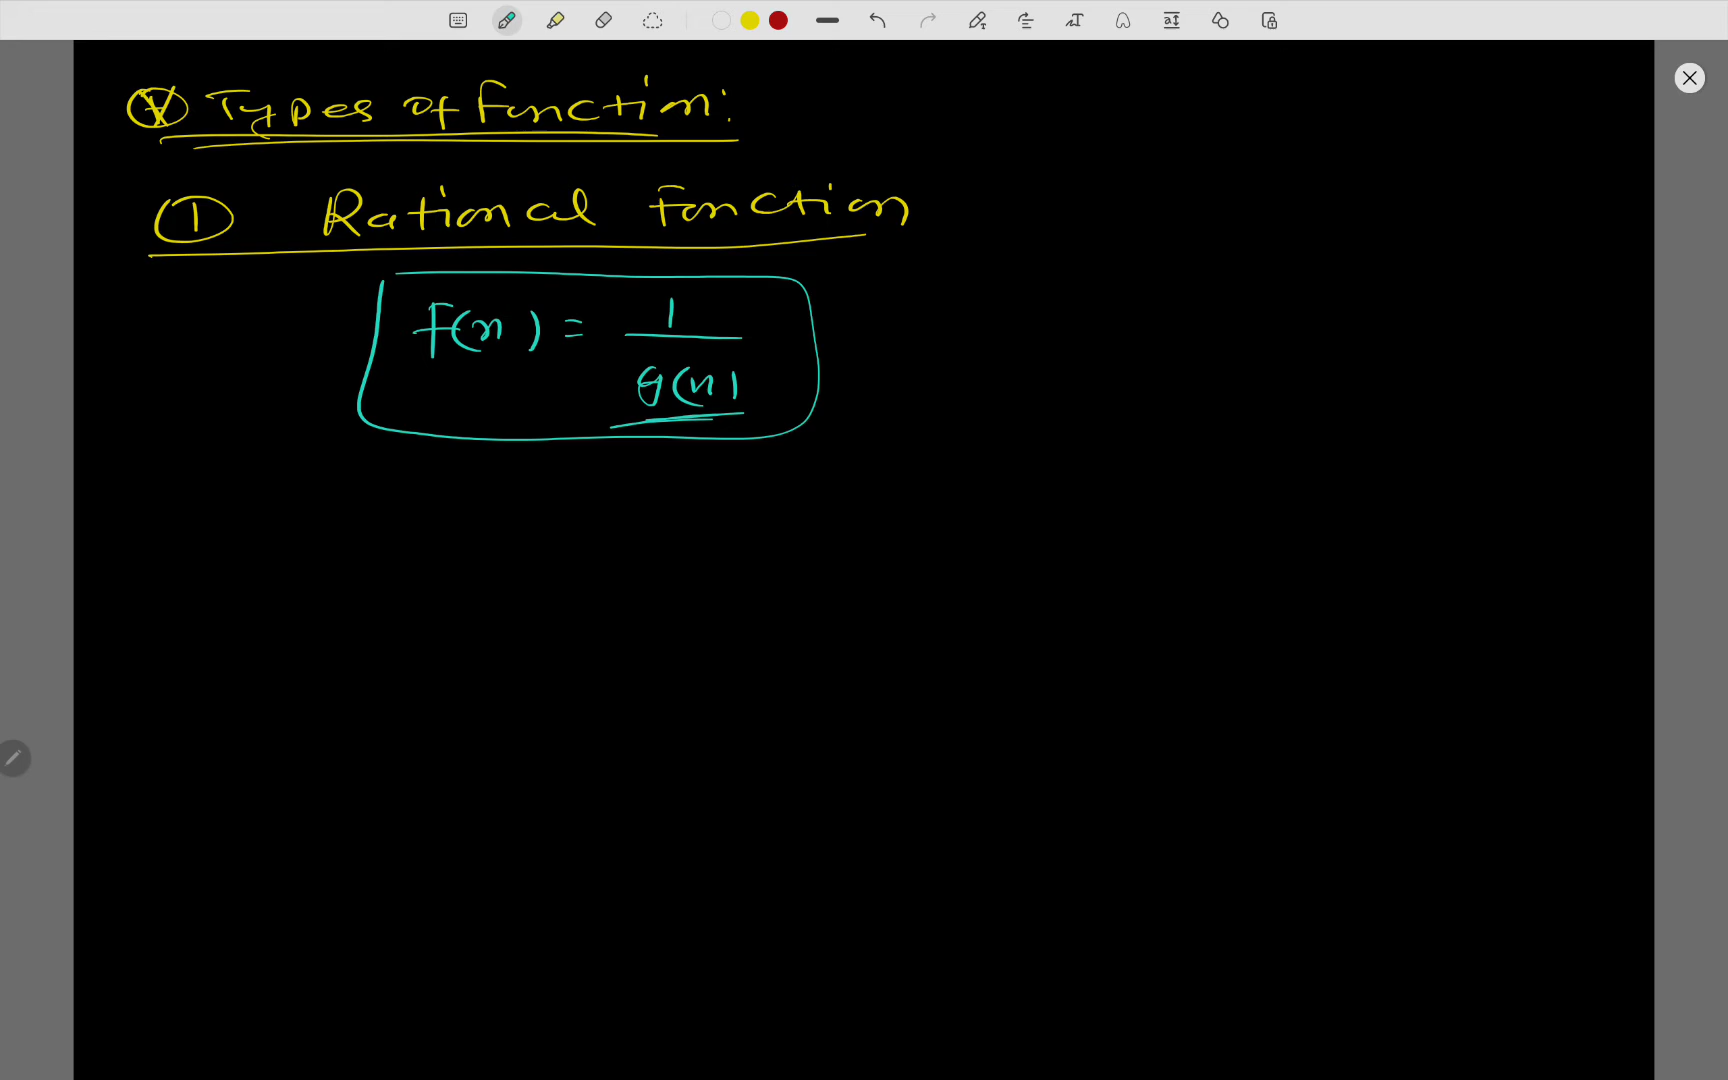 * Types of Function:
① Rational Function
f(x) = 1 / g(x)